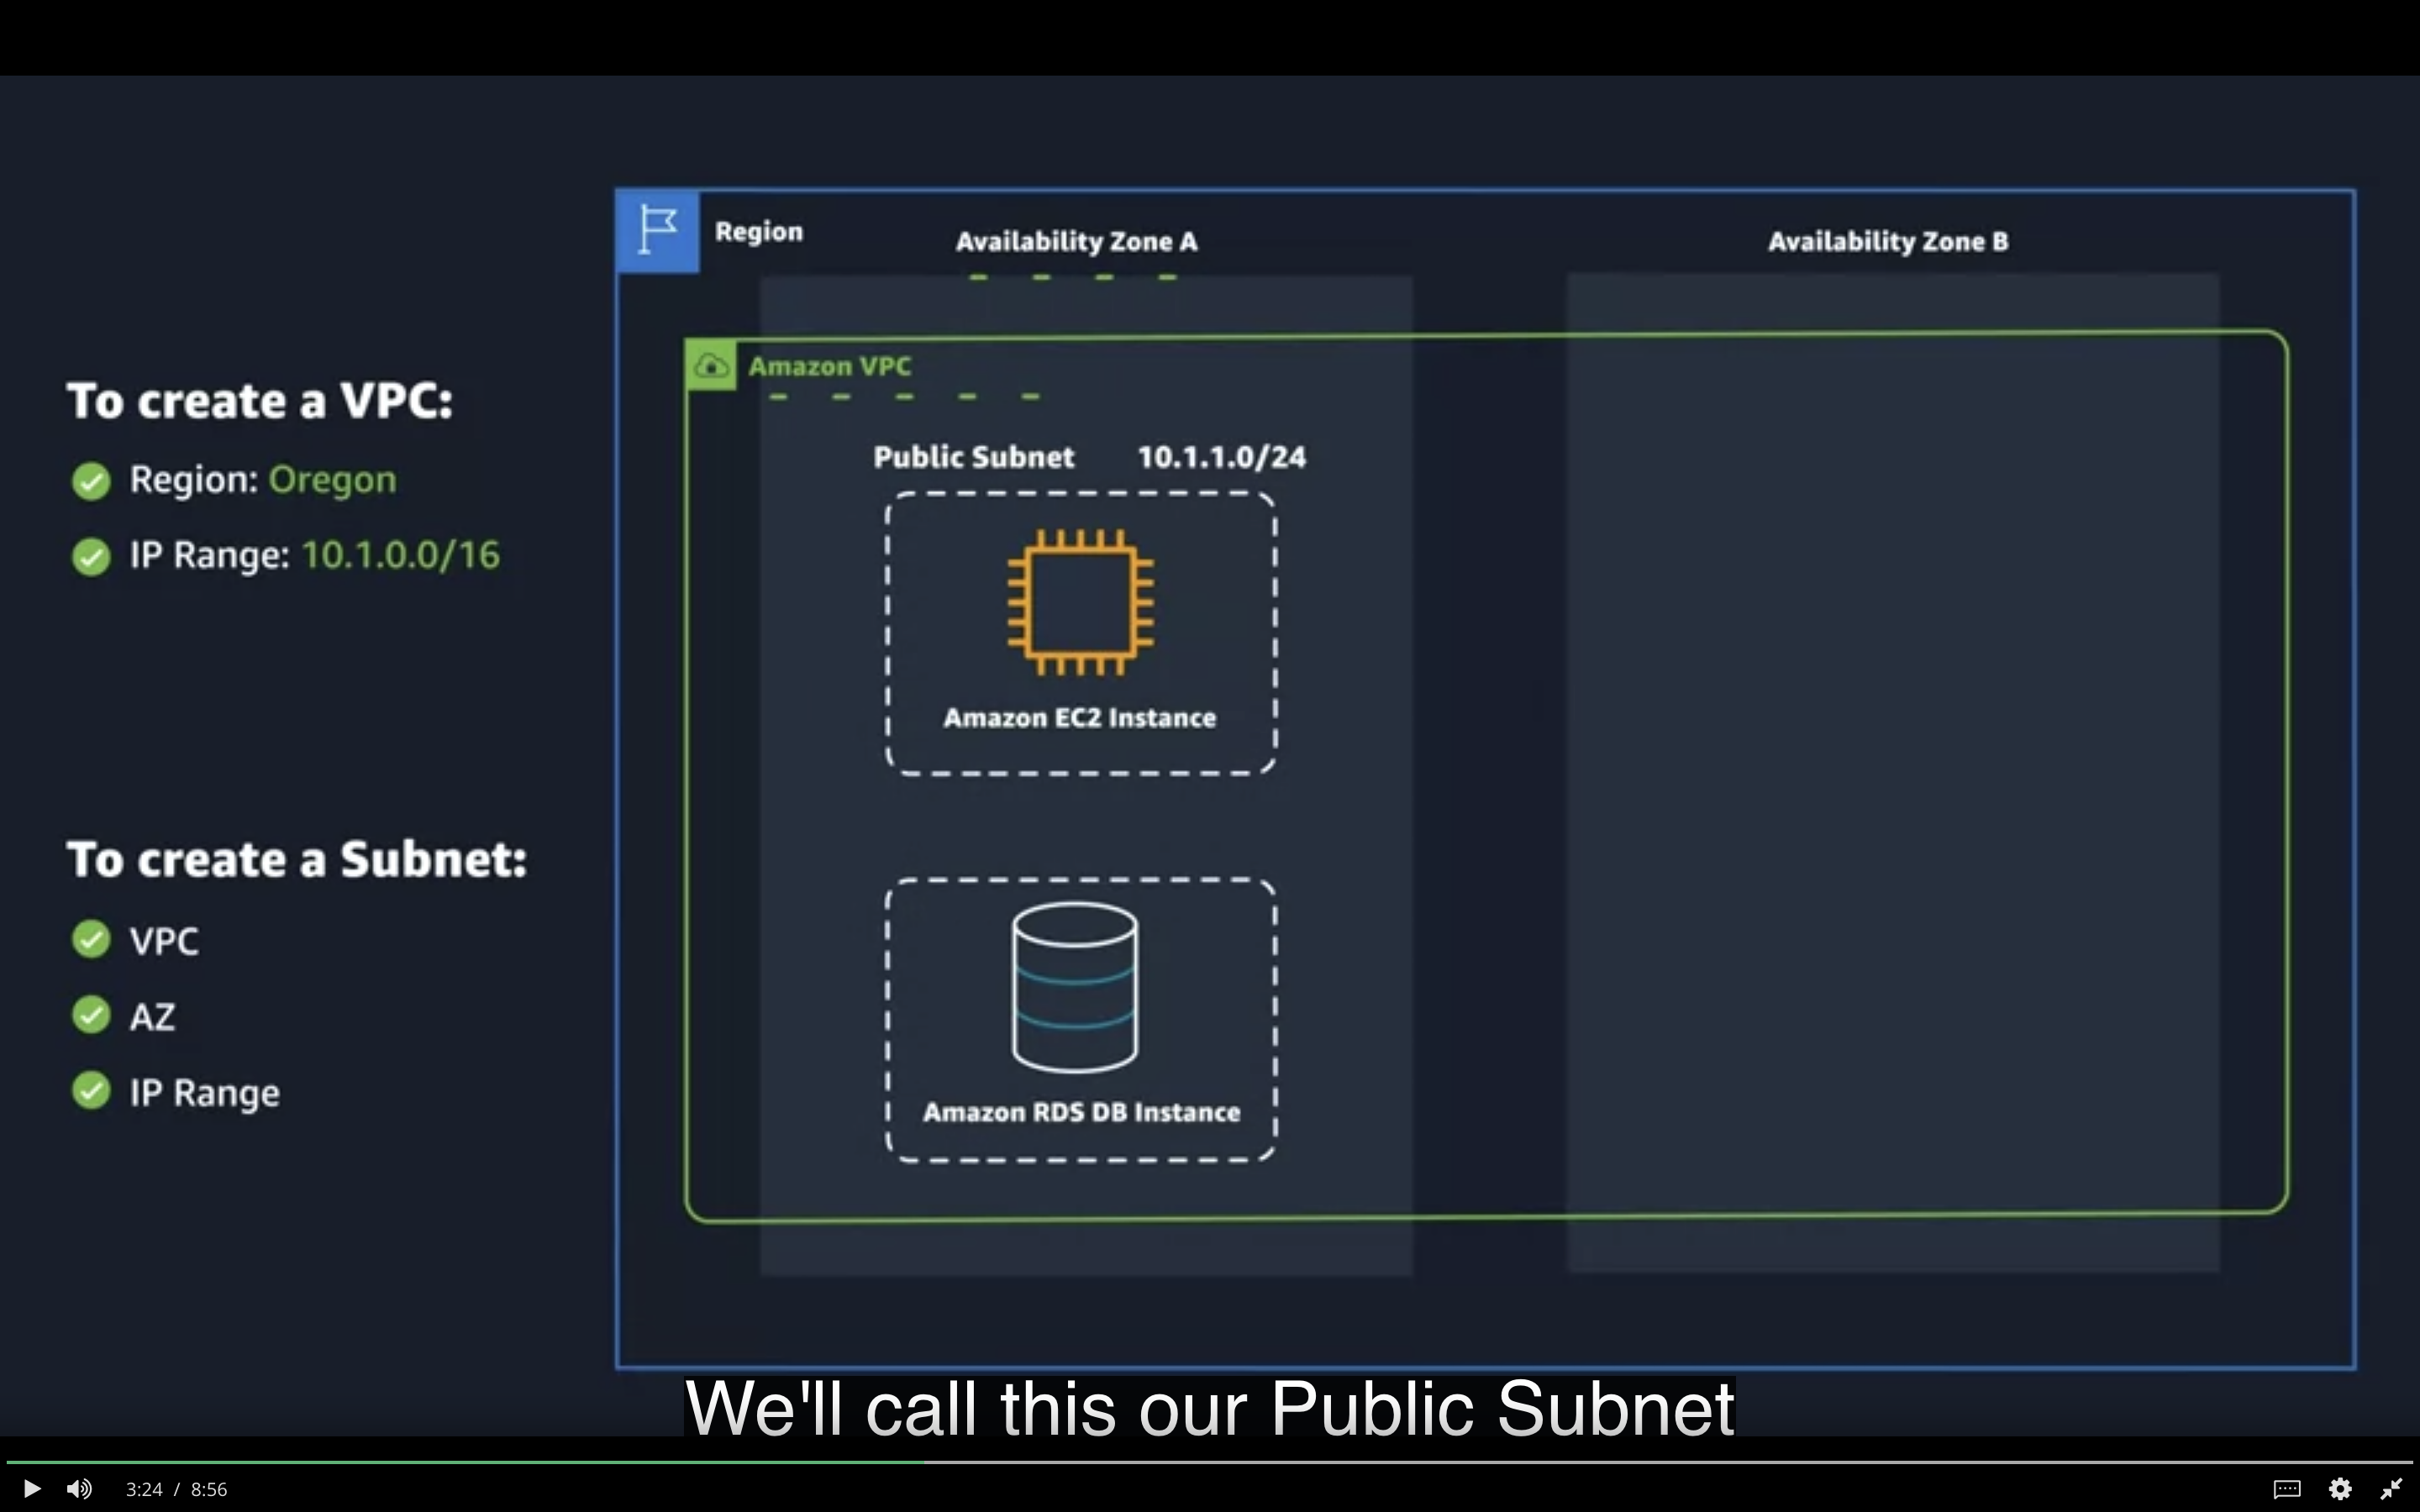 To create a VPC:
Region: Oregon
IP Range: 10.1.0.0/16
To create a Subnet:
VPC
AZ
IP Range
Region
Availability Zone A
Availability Zone B
Amazon VPC
Public Subnet 10.1.1.0/24
Amazon EC2 Instance
Amazon RDS DB Instance
We'll call this our Public Subnet
3:24 / 8:56